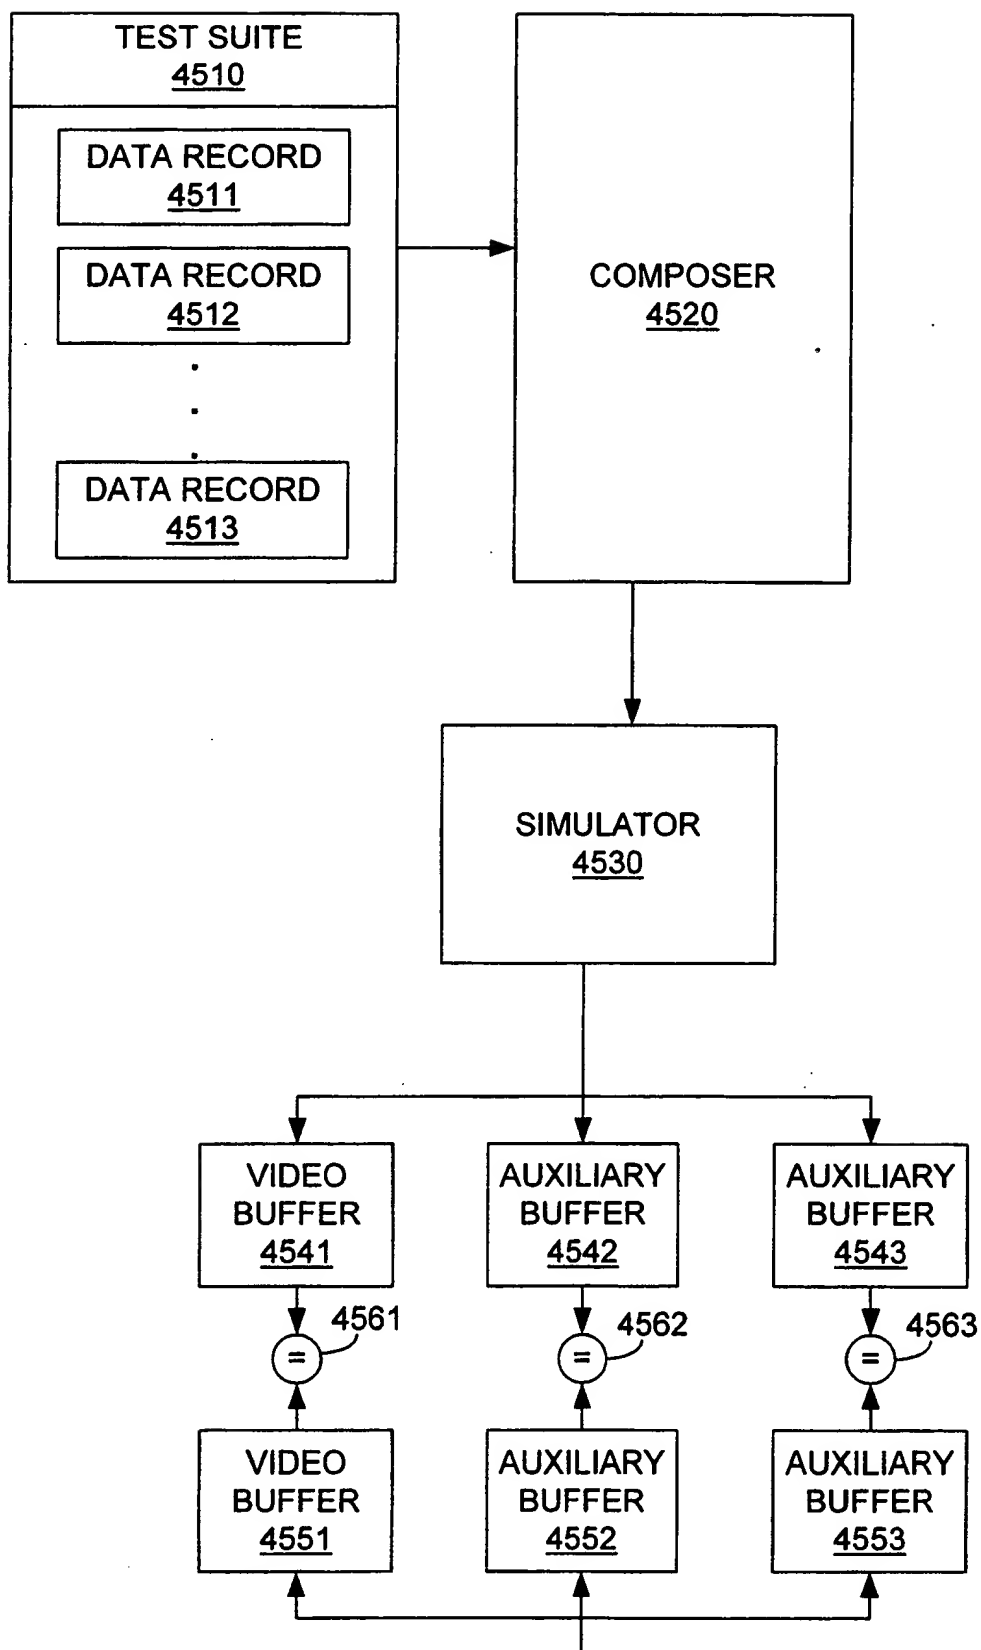 TEST SUITE
4510
DATA RECORD
4511
DATA RECORD
4512
DATA RECORD
4513
COMPOSER
4520
SIMULATOR
4530
VIDEO
BUFFER
4541
AUXILIARY
BUFFER
4542
AUXILIARY
BUFFER
4543
= 4561
= 4562
= 4563
VIDEO
BUFFER
4551
AUXILIARY
BUFFER
4552
AUXILIARY
BUFFER
4553